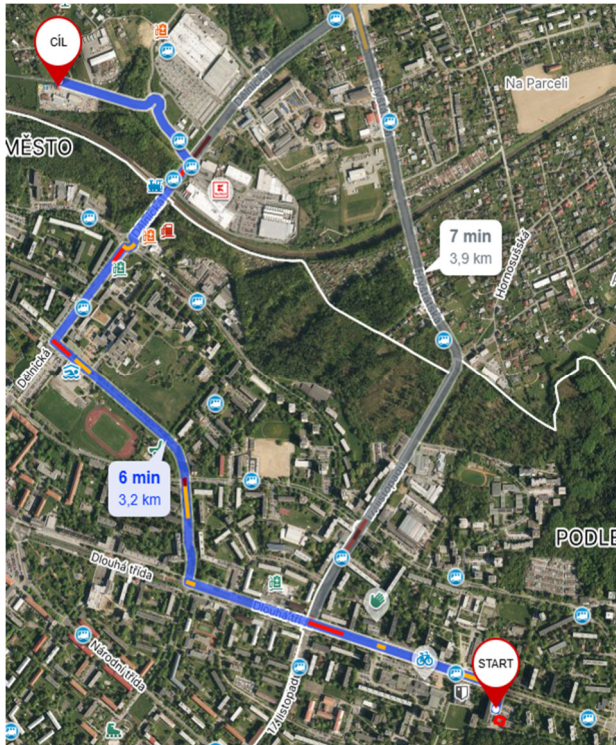 CÍL
Na Parceli
MĚSTO
K
7 min
3,9 km
Hornosušská
Dělnická
6 min
3,2 km
PODLE
Dlouhá třída
Dlouhá tř.
Národní třída
17. listopadu
START